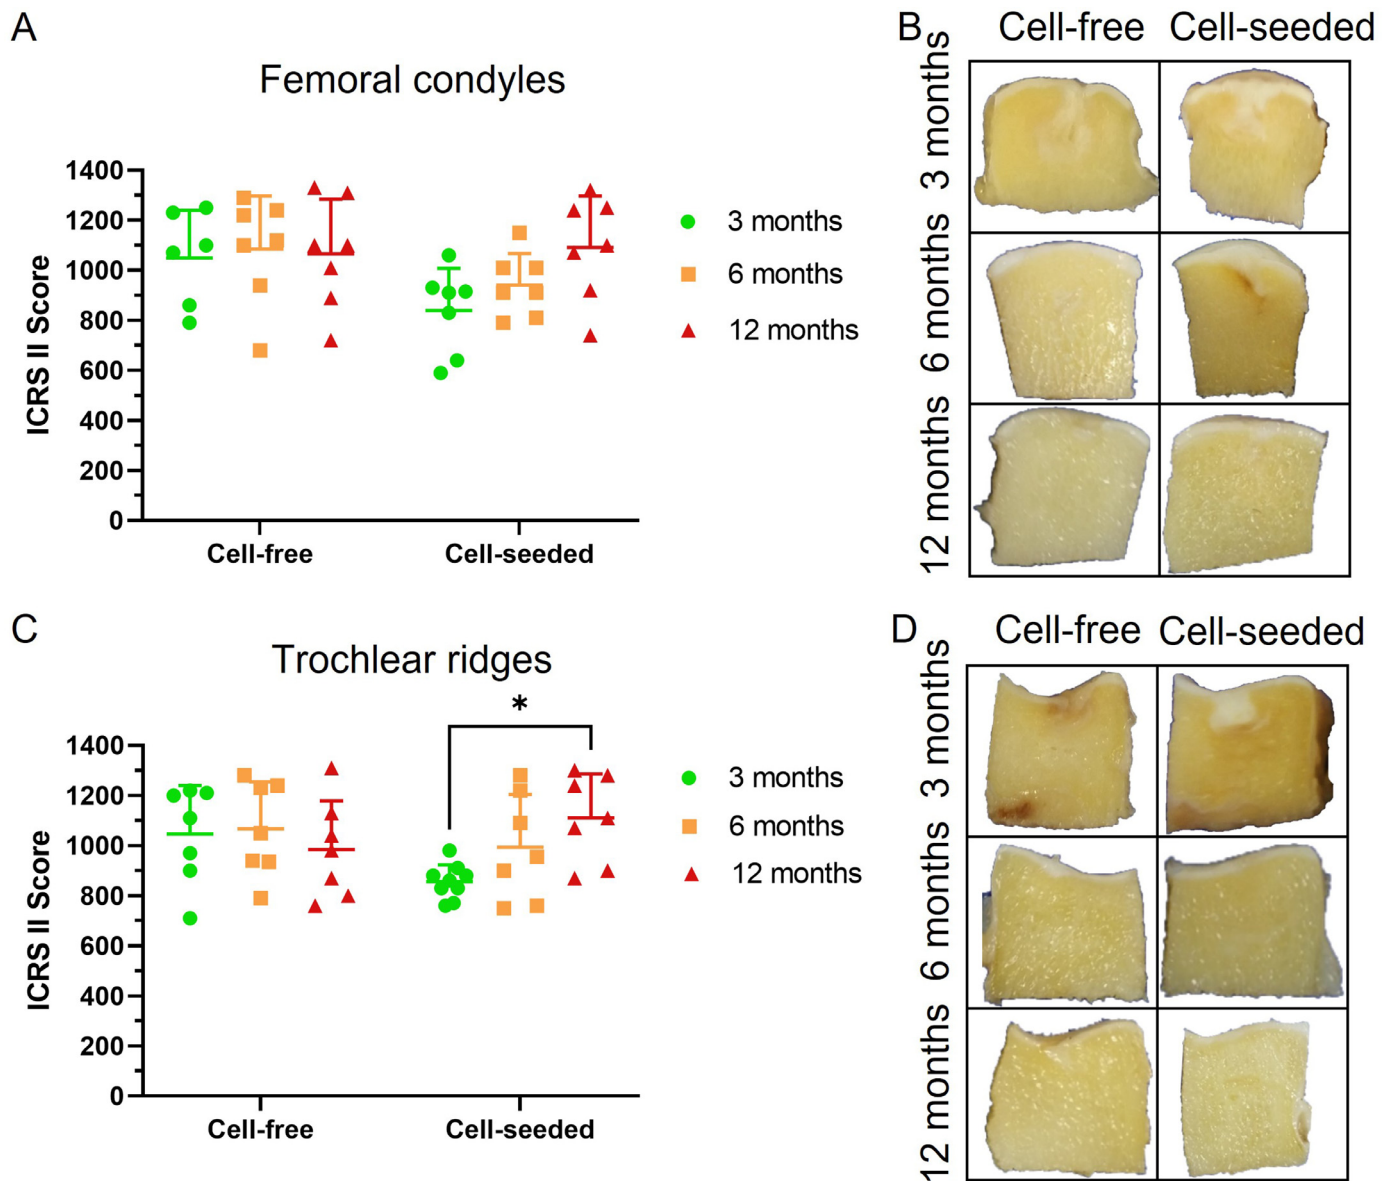 A
Femoral condyles
1400
1200
1000
800
600
400
200
0
ICRS II Score
Cell-free
Cell-seeded
3 months
6 months
12 months
B
Cell-free
Cell-seeded
3 months
6 months
12 months
C
Trochlear ridges
*
1400
1200
1000
800
600
400
200
0
ICRS II Score
Cell-free
Cell-seeded
3 months
6 months
12 months
D
Cell-free
Cell-seeded
3 months
6 months
12 months